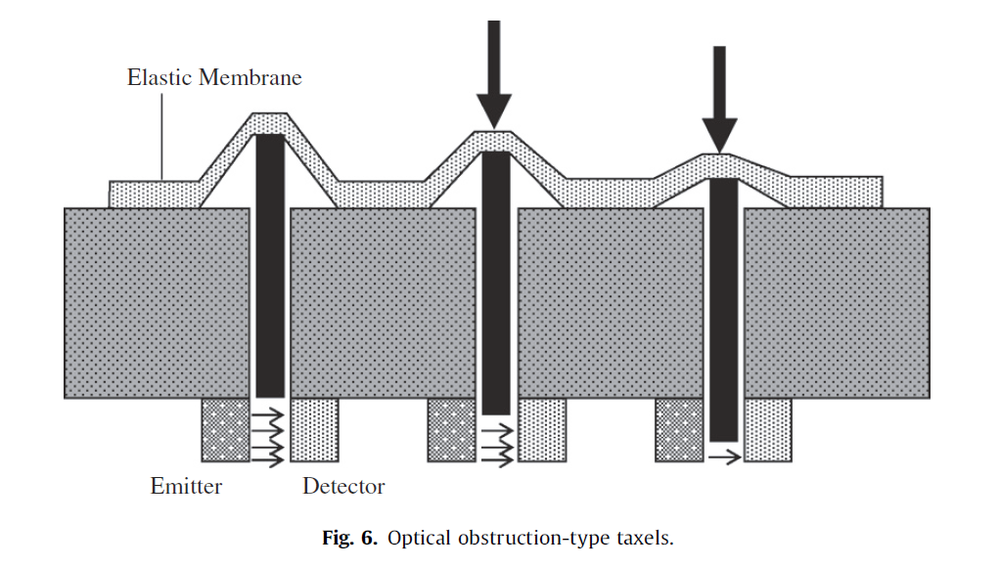 Elastic Membrane
Emitter
Detector
Fig. 6. Optical obstruction-type taxels.